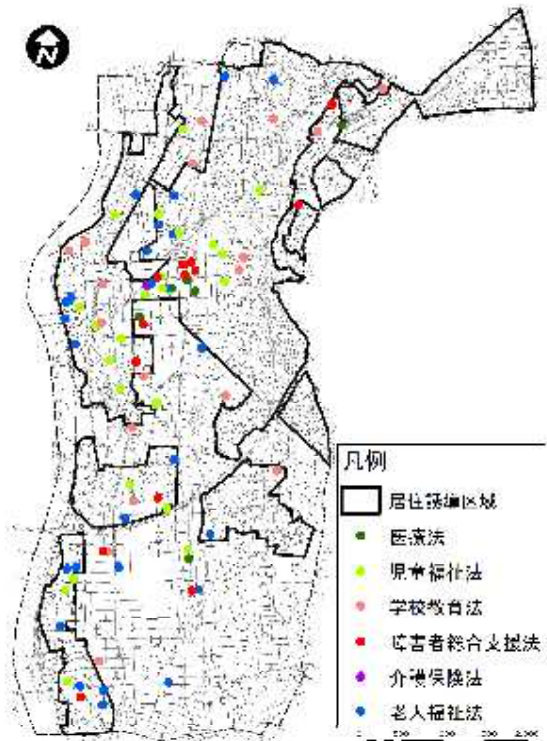 N
凡例
居住誘導区域
医療法
児童福祉法
学校教育法
障害者総合支援法
介護保険法
老人福祉法